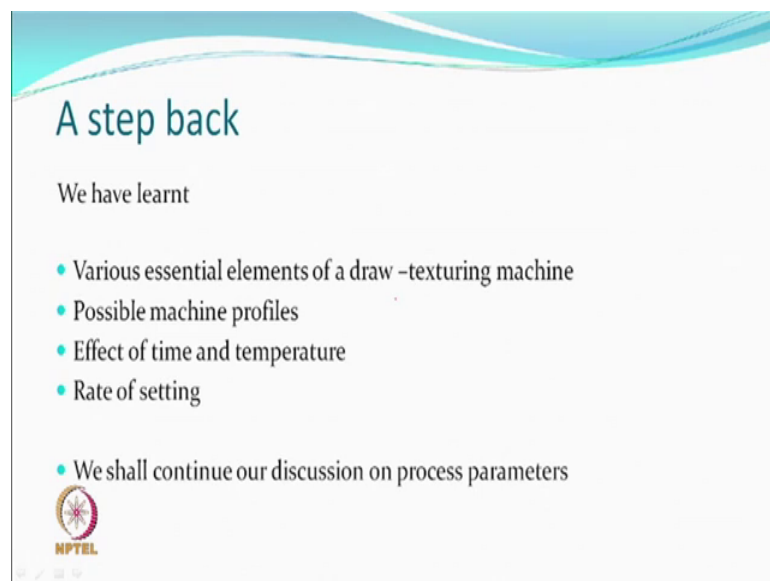 A step back
We have learnt
• Various essential elements of a draw –texturing machine
• Possible machine profiles
• Effect of time and temperature
• Rate of setting
• We shall continue our discussion on process parameters
NPTEL